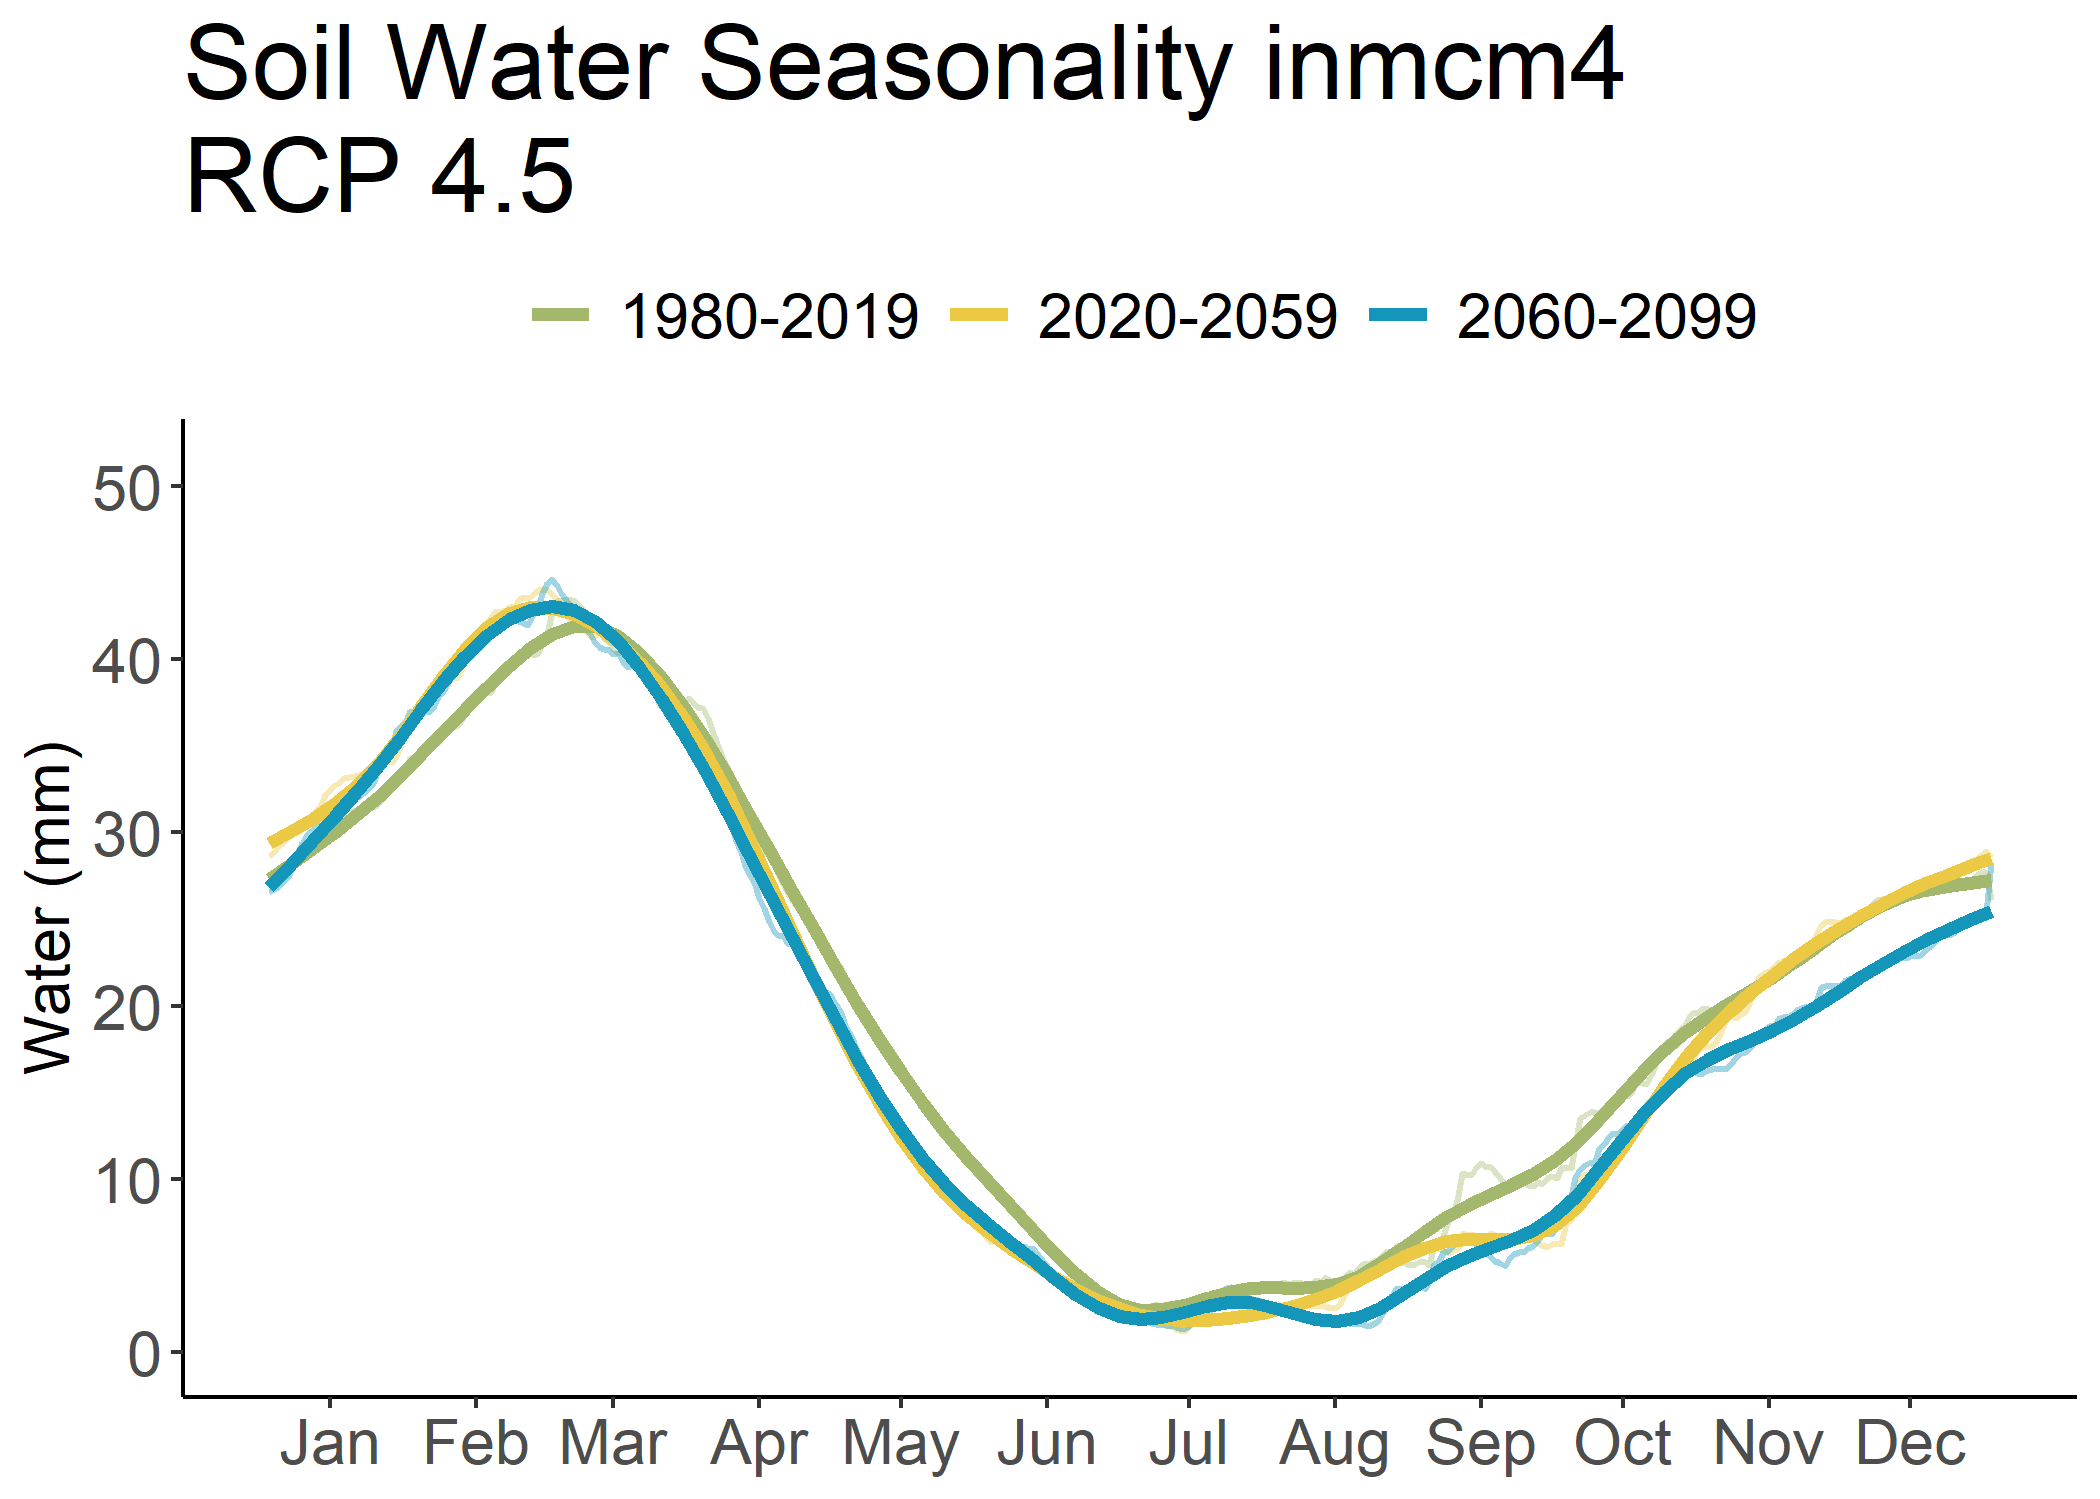 Soil Water Seasonality inmcm4
RCP 4.5
1980-2019 2020-2059 2060-2099
Water (mm)
50
40
30
20
10
0
Jan Feb Mar Apr May Jun Jul Aug Sep Oct Nov Dec